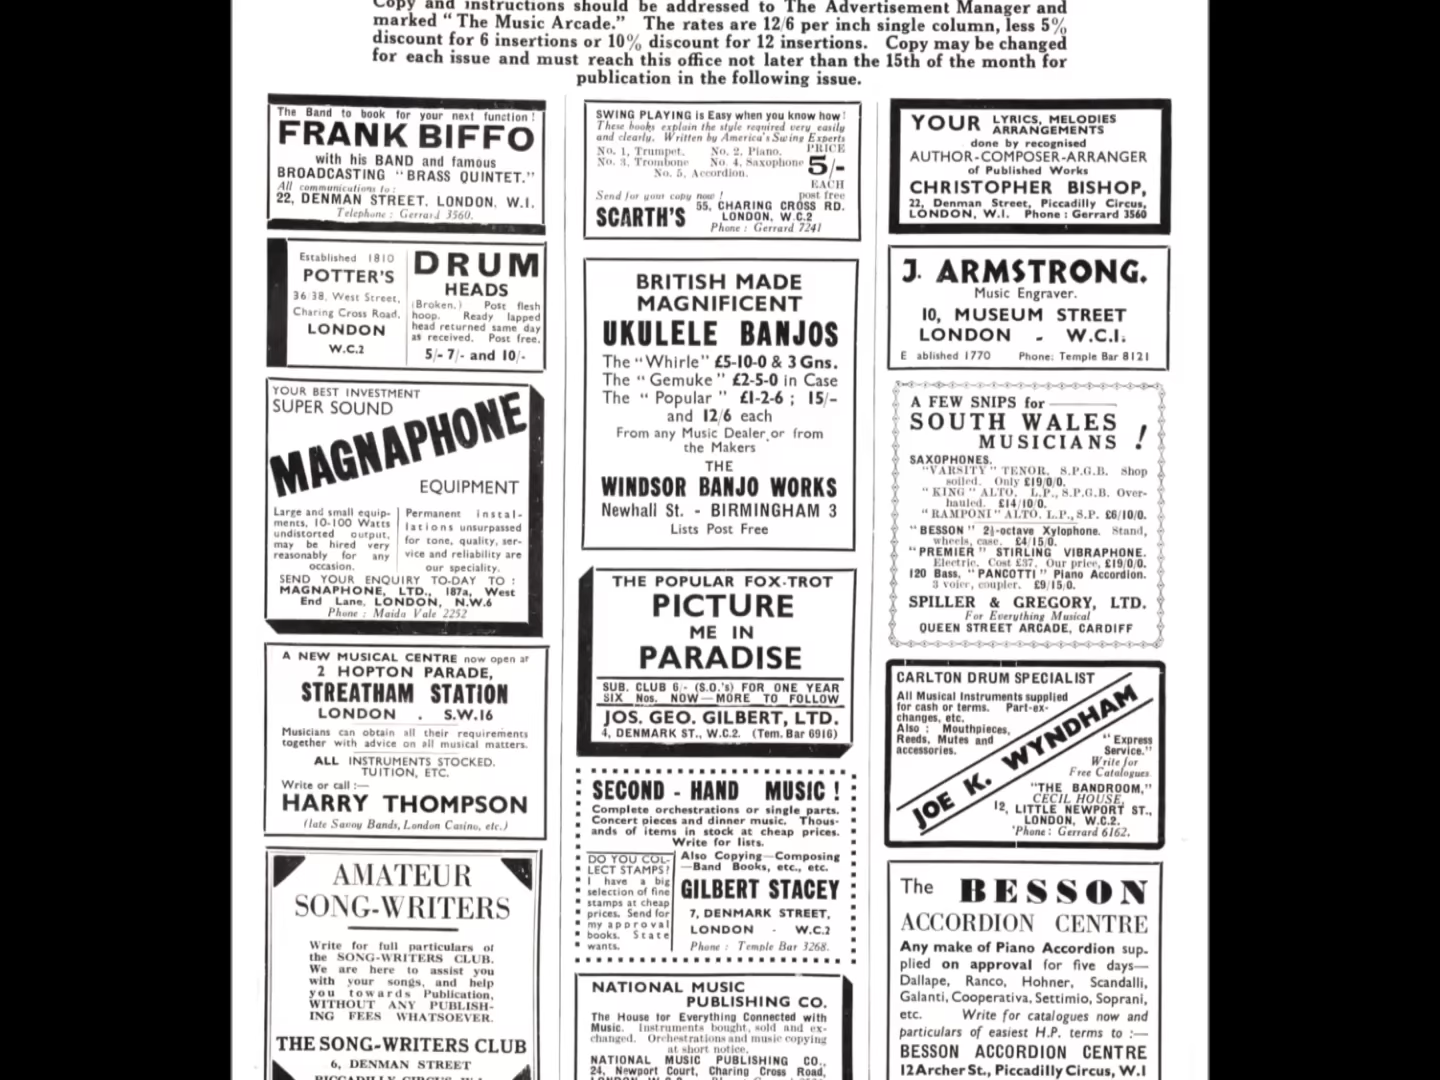 Copy and instructions should be addressed to The Advertisement Manager and
marked "The Music Arcade." The rates are 12/6 per inch single column, less 5%
discount for 6 insertions or 10% discount for 12 insertions. Copy may be changed
for each issue and must reach this office not later than the 15th of the month for
publication in the following issue.
The Band to book for your next function!
FRANK BIFFO
with his BAND and famous
BROADCASTING "BRASS QUINTET."
All communications to:
22, DENMAN STREET, LONDON, W.I.
Telephone: Gerrard 3560.
Established 1810
POTTER'S
36/38, West Street,
Charing Cross Road,
LONDON
W.C.2
DRUM
HEADS
(Broken.) Post flesh
hoop. Ready lapped
head returned same day
as received. Post free.
5/- 7/- and 10/-
YOUR BEST INVESTMENT
SUPER SOUND
MAGNAPHONE
EQUIPMENT
Large and small equip-
ments, 10-100 Watts
undistorted output,
may be hired very
reasonably for any
occasion.
Permanent instal-
lations unsurpassed
for tone, quality, ser-
vice and reliability are
our speciality.
SEND YOUR ENQUIRY TO-DAY TO:
MAGNAPHONE, LTD., 187a, West
End Lane, LONDON, N.W.6
Phone: Maida Vale 2252
A NEW MUSICAL CENTRE now open at
2 HOPTON PARADE,
STREATHAM STATION
LONDON . S.W.16
Musicians can obtain all their requirements
together with advice on all musical matters.
ALL INSTRUMENTS STOCKED.
TUITION, ETC.
Write or call:—
HARRY THOMPSON
(late Savoy Bands, London Casino, etc.)
AMATEUR
SONG-WRITERS
Write for full particulars of
the SONG-WRITERS CLUB.
We are here to assist you
with your songs, and help
you towards Publication,
WITHOUT ANY PUBLISH-
ING FEES WHATSOEVER.
THE SONG-WRITERS CLUB
6, DENMAN STREET
PICCADILLY CIRCUS, W.I
SWING PLAYING is Easy when you know how!
These books explain the style required very easily
and clearly. Written by America's Swing Experts
No. 1, Trumpet. No. 2, Piano.
No. 3, Trombone No. 4, Saxophone
No. 5, Accordion.
PRICE
5/-
EACH
post free
Send for your copy now!
SCARTH'S
55, CHARING CROSS RD.
LONDON, W.C.2
Phone: Gerrard 7241
BRITISH MADE
MAGNIFICENT
UKULELE BANJOS
The "Whirle" £5-10-0 & 3 Gns.
The "Gemuke" £2-5-0 in Case
The "Popular" £1-2-6; 15/-
and 12/6 each
From any Music Dealer or from
the Makers
THE
WINDSOR BANJO WORKS
Newhall St. - BIRMINGHAM 3
Lists Post Free
THE POPULAR FOX-TROT
PICTURE
ME IN
PARADISE
SUB. CLUB 6/- (S.O.'s) FOR ONE YEAR
SIX Nos. NOW—MORE TO FOLLOW
JOS. GEO. GILBERT, LTD.
4, DENMARK ST., W.C.2. (Tem. Bar 6916)
SECOND - HAND MUSIC!
Complete orchestrations or single parts.
Concert pieces and dinner music. Thous-
ands of items in stock at cheap prices.
Write for lists.
DO YOU COL-
LECT STAMPS?
I have a big
selection of fine
stamps at cheap
prices. Send for
my approval
books. State
wants.
Also Copying—Composing
—Band Books, etc., etc.
GILBERT STACEY
7, DENMARK STREET,
LONDON - W.C.2
Phone: Temple Bar 3268.
NATIONAL MUSIC
PUBLISHING CO.
The House for Everything Connected with
Music. Instruments bought, sold and ex-
changed. Orchestrations and music copying
at short notice.
NATIONAL MUSIC PUBLISHING CO.,
24, Newport Court, Charing Cross Road,
YOUR LYRICS, MELODIES
ARRANGEMENTS
done by recognised
AUTHOR-COMPOSER-ARRANGER
of Published Works
CHRISTOPHER BISHOP,
22, Denman Street, Piccadilly Circus,
LONDON, W.I. Phone: Gerrard 3560
J. ARMSTRONG.
Music Engraver.
10, MUSEUM STREET
LONDON - W.C.I.
E ablished 1770 Phone: Temple Bar 8121
A FEW SNIPS for
SOUTH WALES
MUSICIANS !
SAXOPHONES.
"VARSITY" TENOR, S.P.G.B. Shop
soiled. Only £19/0/0.
"KING" ALTO, L.P., S.P.G.B. Over-
hauled. £14/10/0.
"RAMPONI" ALTO, L.P., S.P. £6/10/0.
"BESSON" 2½-octave Xylophone. Stand,
wheels, case. £4/15/0.
"PREMIER" STIRLING VIBRAPHONE.
Electric. Cost £37. Our price, £19/0/0.
120 Bass, "PANCOTTI" Piano Accordion.
3 voice, coupler. £9/15/0.
SPILLER & GREGORY, LTD.
For Everything Musical
QUEEN STREET ARCADE, CARDIFF
CARLTON DRUM SPECIALIST
All Musical Instruments supplied
for cash or terms. Part-ex-
changes, etc.
Also: Mouthpieces,
Reeds, Mutes and
accessories.
JOE K. WYNDHAM
"Express
Service."
Write for
Free Catalogues
"THE BANDROOM,"
CECIL HOUSE,
12, LITTLE NEWPORT ST.,
LONDON, W.C.2.
Phone: Gerrard 6162.
The BESSON
ACCORDION CENTRE
Any make of Piano Accordion sup-
plied on approval for five days—
Dallape, Ranco, Hohner, Scandalli,
Galanti, Cooperativa, Settimio, Soprani,
etc. Write for catalogues now and
particulars of easiest H.P. terms to:—
BESSON ACCORDION CENTRE
12 Archer St., Piccadilly Circus, W.I